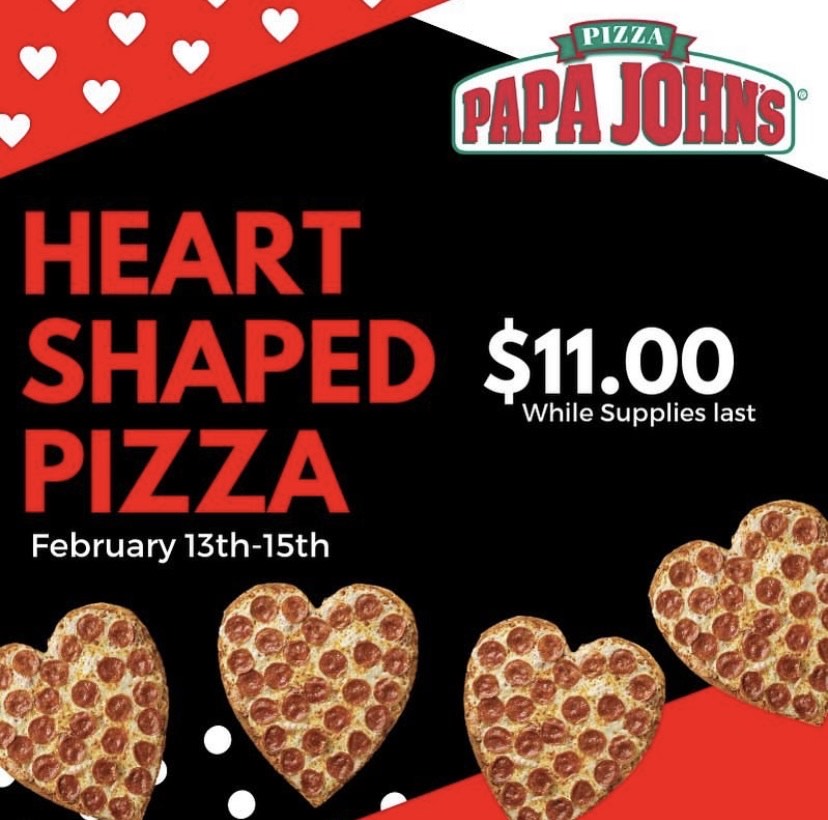 PIZZA
PAPA JOHN'S®
HEART
SHAPED
PIZZA
$11.00
While Supplies last
February 13th-15th